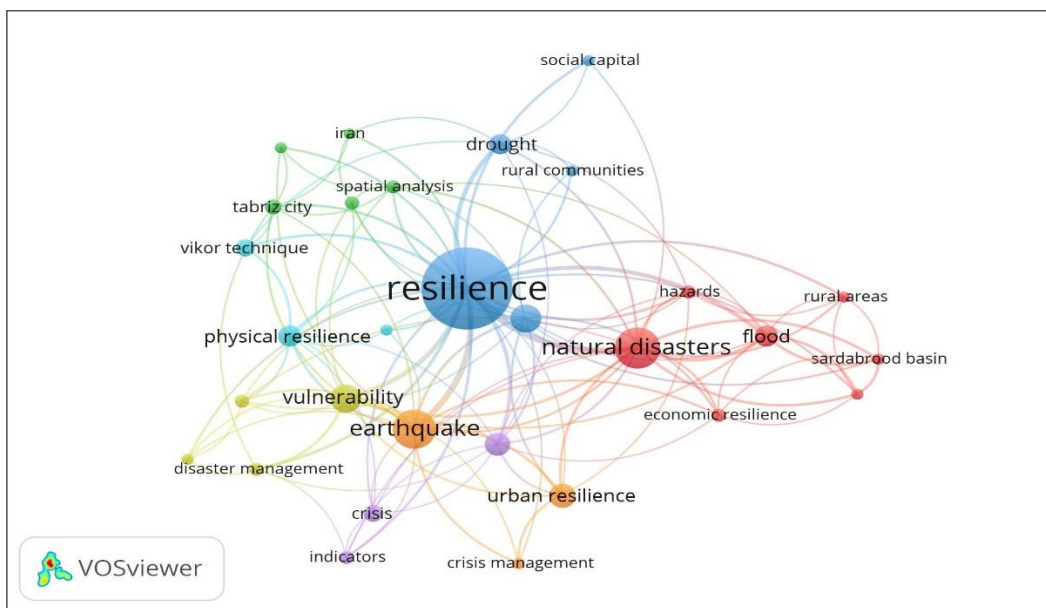 social capital
iran
drought
rural communities
spatial analysis
tabriz city
vikor technique
resilience
hazards
rural areas
physical resilience
natural disasters
flood
sardabrood basin
vulnerability
economic resilience
earthquake
disaster management
urban resilience
crisis
indicators
crisis management
VOSviewer